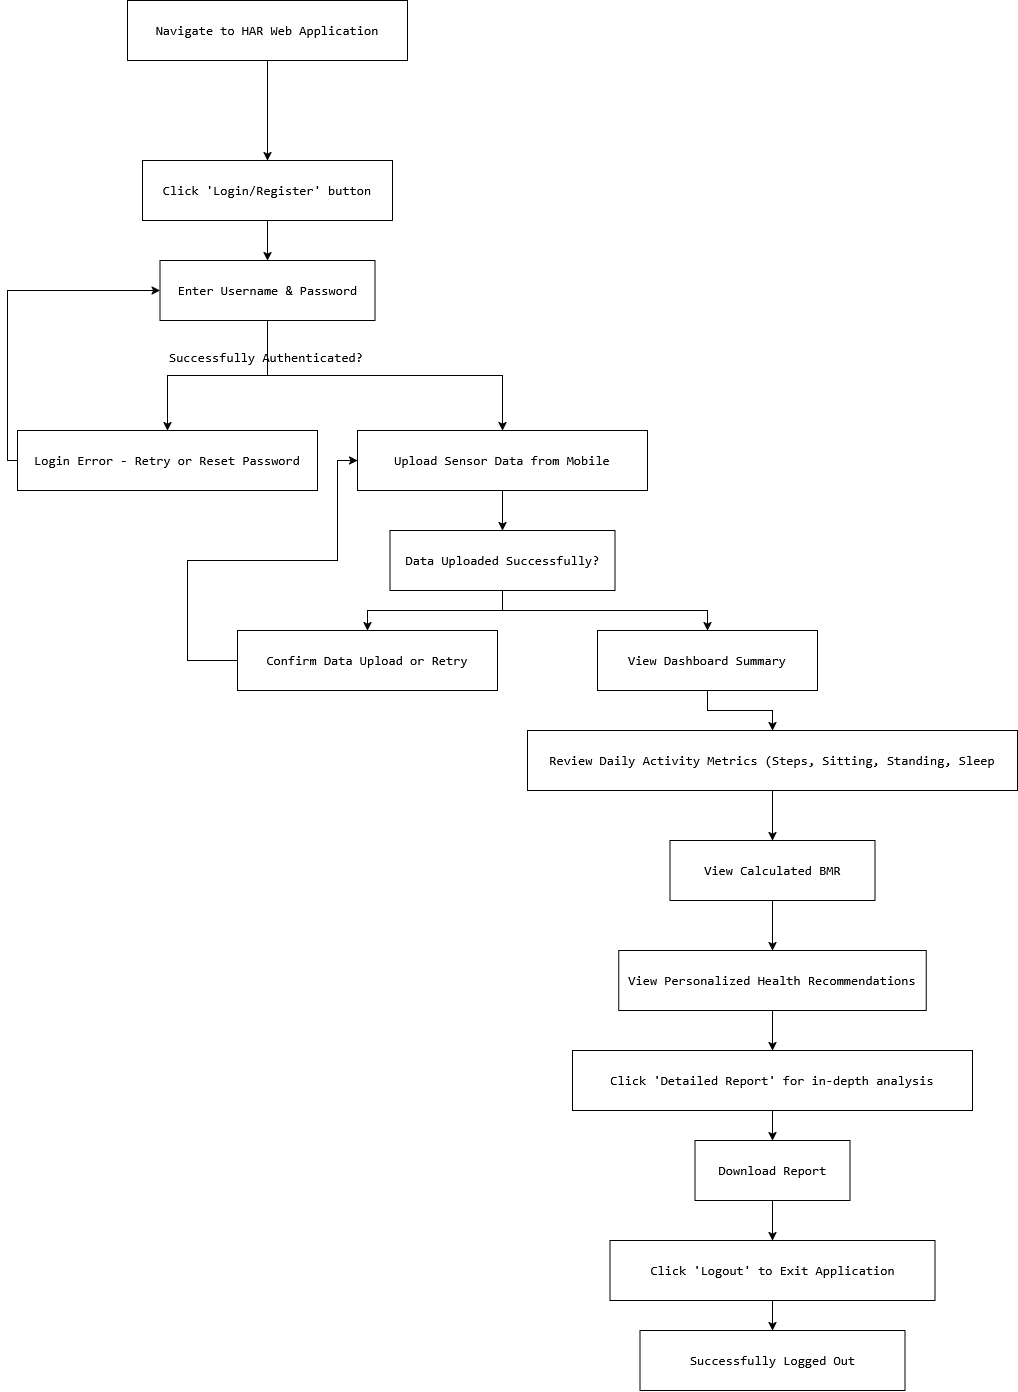 Navigate to HAR Web Application
Click 'Login/Register' button
Enter Username & Password
Successfully Authenticated?
Login Error - Retry or Reset Password
Upload Sensor Data from Mobile
Data Uploaded Successfully?
Confirm Data Upload or Retry
View Dashboard Summary
Review Daily Activity Metrics (Steps, Sitting, Standing, Sleep
View Calculated BMR
View Personalized Health Recommendations
Click 'Detailed Report' for in-depth analysis
Download Report
Click 'Logout' to Exit Application
Successfully Logged Out